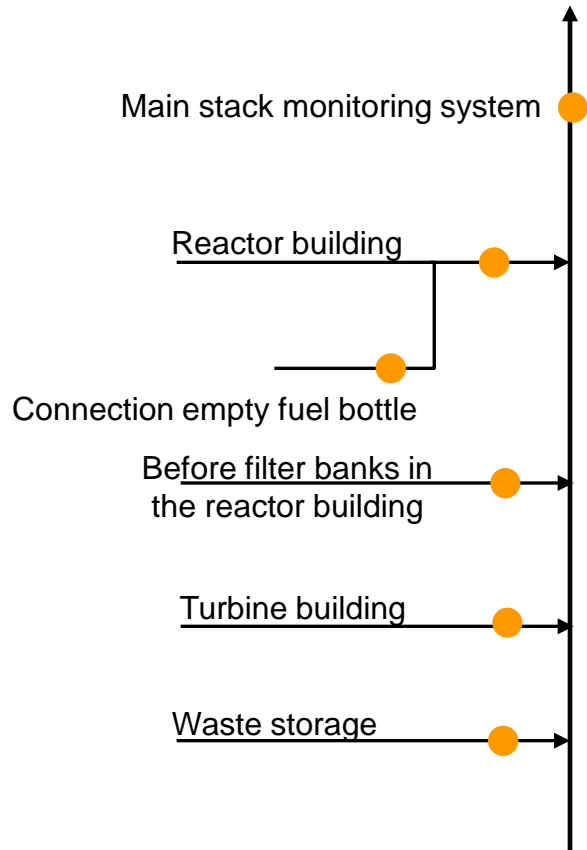 Main stack monitoring system
Reactor building
Connection empty fuel bottle
Before filter banks in
the reactor building
Turbine building
Waste storage